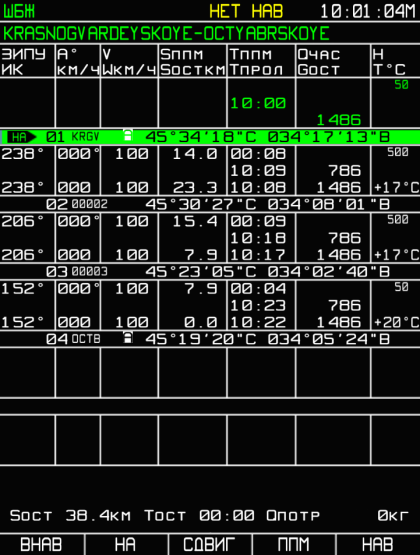 ШБЖ НЕТ НАВ 10:01:04М
KRASNOGVARDEYSKOYE-OCTYABRSKOYE
ЗИПУ А° V Sппм Тппм Qчас Н
ИК КМ/Ч WКМ/Ч SостКМ Тпрол Gост Т°С
50
10:00
1486
НА 01 KRGV 45°34'18"С 034°17'13"В
238° 000° 100 14.0 00:08 500
10:09 786
238° 000 100 23.3 10:08 1486 +17°С
02 00002 45°30'27"С 034°08'01"В
206° 000° 100 15.4 00:09 500
10:18 786
206° 000 100 7.9 10:17 1486 +17°С
03 00003 45°23'05"С 034°02'40"В
152° 000° 100 7.9 00:04 50
10:23 786
152° 000 100 0.0 10:22 1486 +20°С
04 ОСТВ 45°19'20"С 034°05'24"В
Sост 38.4км Тост 00:00 Qпотр 0кг
ВНАВ НА СДВИГ ППМ НАВ